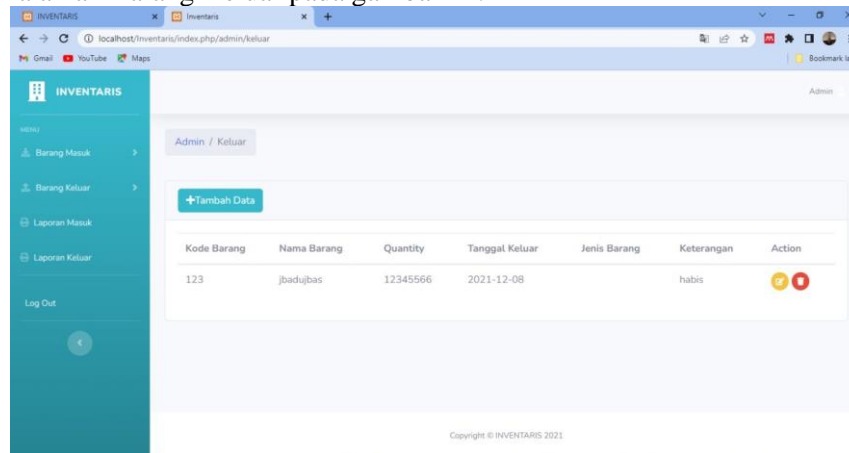 INVENTARIS
Inventaris
localhost/Inventaris/index.php/admin/keluar
Gmail
YouTube
Maps
Bookmark la
INVENTARIS
Admin
MENU
Barang Masuk
Admin / Keluar
Barang Keluar
+Tambah Data
Laporan Masuk
Kode Barang Nama Barang Quantity Tanggal Keluar Jenis Barang Keterangan Action
Laporan Keluar
123 jbadujbas 12345566 2021-12-08 habis
Log Out
Copyright © INVENTARIS 2021